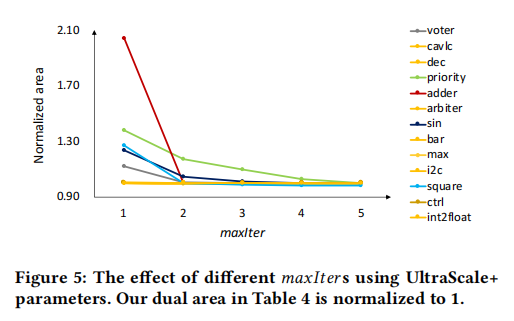 2.10
1.70
1.30
0.90
Normalized area
1 2 3 4 5
maxIter
voter
cavlc
dec
priority
adder
arbiter
sin
bar
max
i2c
square
ctrl
int2float
Figure 5: The effect of different maxIters using UltraScale+
parameters. Our dual area in Table 4 is normalized to 1.